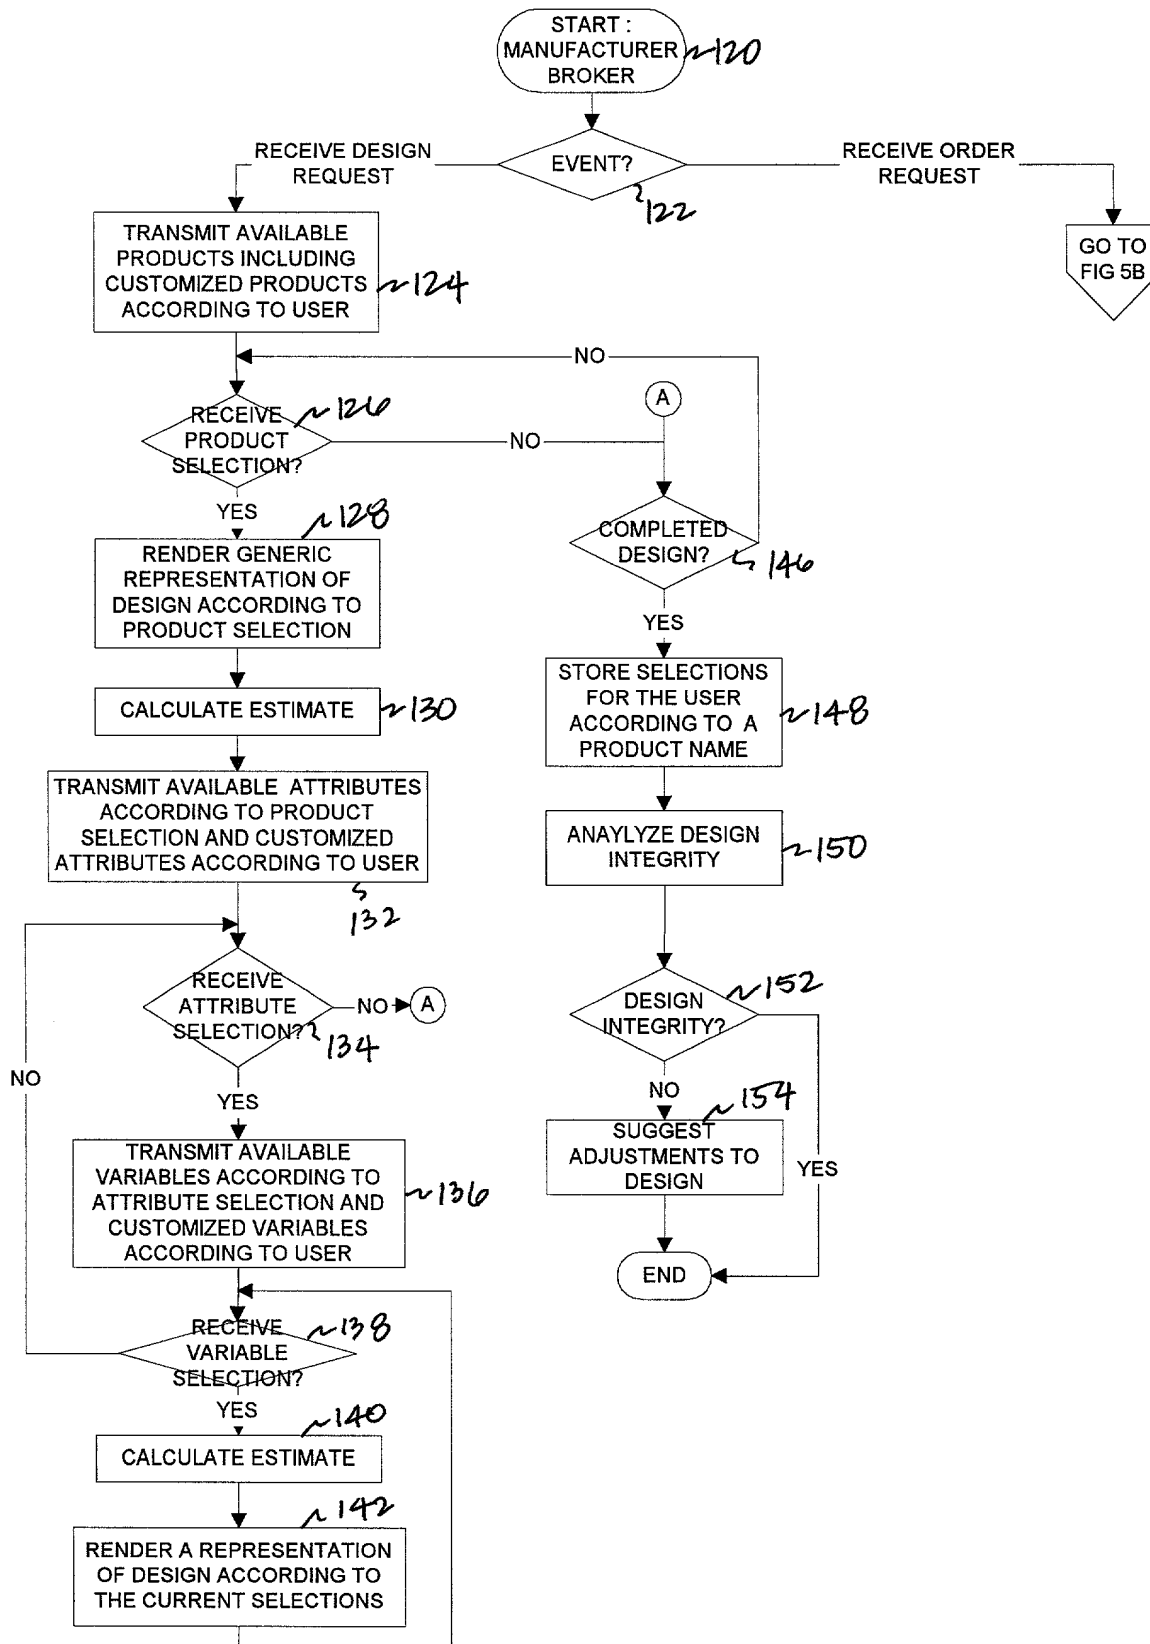 START :
MANUFACTURER
BROKER
120
EVENT?
122
RECEIVE DESIGN
REQUEST
RECEIVE ORDER
REQUEST
GO TO
FIG 5B
TRANSMIT AVAILABLE
PRODUCTS INCLUDING
CUSTOMIZED PRODUCTS
ACCORDING TO USER
124
NO
RECEIVE
PRODUCT
SELECTION?
126
NO
A
YES
COMPLETED
DESIGN?
146
128
RENDER GENERIC
REPRESENTATION OF
DESIGN ACCORDING TO
PRODUCT SELECTION
YES
CALCULATE ESTIMATE
130
STORE SELECTIONS
FOR THE USER
ACCORDING TO A
PRODUCT NAME
148
TRANSMIT AVAILABLE ATTRIBUTES
ACCORDING TO PRODUCT
SELECTION AND CUSTOMIZED
ATTRIBUTES ACCORDING TO USER
132
ANAYLYZE DESIGN
INTEGRITY
150
RECEIVE
ATTRIBUTE
SELECTION?
134
NO
A
DESIGN
INTEGRITY?
152
NO
YES
NO
154
SUGGEST
ADJUSTMENTS TO
DESIGN
YES
TRANSMIT AVAILABLE
VARIABLES ACCORDING TO
ATTRIBUTE SELECTION AND
CUSTOMIZED VARIABLES
ACCORDING TO USER
136
END
RECEIVE
VARIABLE
SELECTION?
138
YES
140
CALCULATE ESTIMATE
142
RENDER A REPRESENTATION
OF DESIGN ACCORDING TO
THE CURRENT SELECTIONS